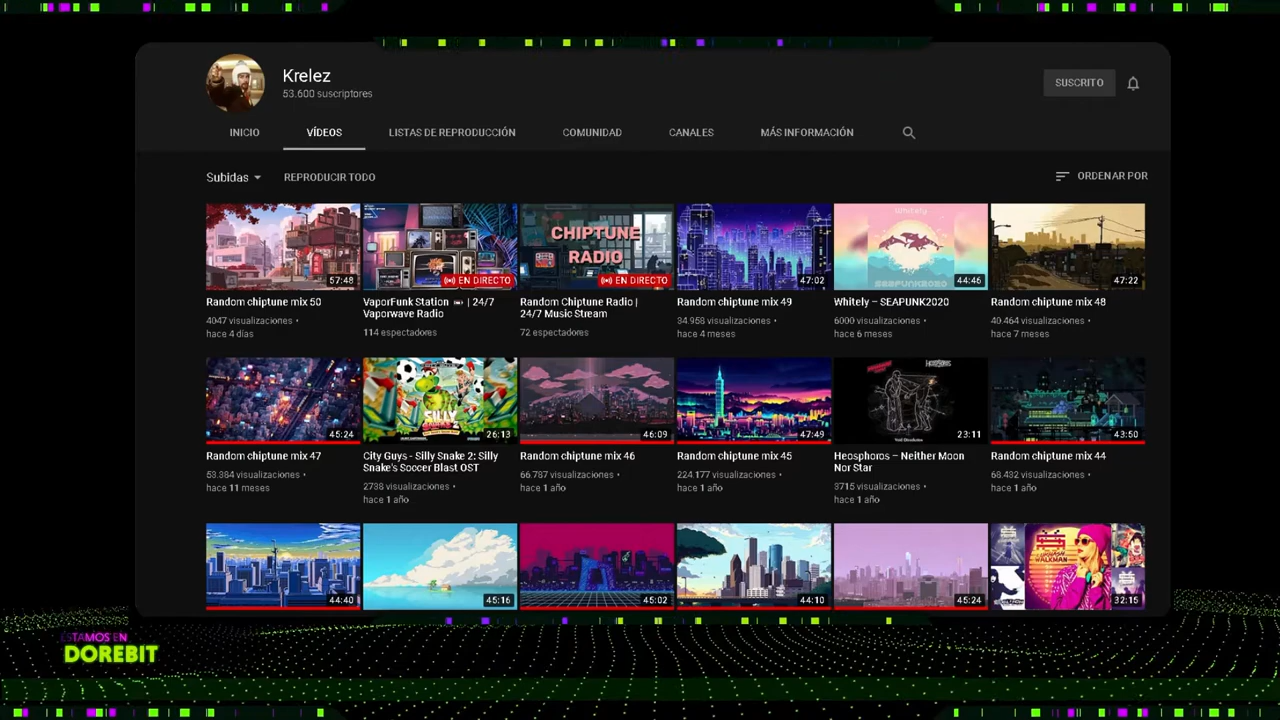 Krelez
53.600 suscriptores
SUSCRITO
INICIO
VÍDEOS
LISTAS DE REPRODUCCIÓN
COMUNIDAD
CANALES
MÁS INFORMACIÓN
Subidas
REPRODUCIR TODO
ORDENAR POR
57:48
EN DIRECTO
CHIPTUNE
RADIO
EN DIRECTO
47:02
Whitely
SEAPUNK2020
44:46
47:22
Random chiptune mix 50
4047 visualizaciones •
hace 4 días
VaporFunk Station 📼 | 24/7
Vaporwave Radio
114 espectadores
Random Chiptune Radio |
24/7 Music Stream
72 espectadores
Random chiptune mix 49
34.958 visualizaciones •
hace 4 meses
Whitely – SEAPUNK2020
6000 visualizaciones •
hace 6 meses
Random chiptune mix 48
40.464 visualizaciones •
hace 7 meses
45:24
SILLY
SNAKE 2
26:13
46:09
47:49
23:11
43:50
Random chiptune mix 47
53.384 visualizaciones •
hace 11 meses
City Guys - Silly Snake 2: Silly
Snake's Soccer Blast OST
2738 visualizaciones •
hace 1 año
Random chiptune mix 46
66.787 visualizaciones •
hace 1 año
Random chiptune mix 45
224.177 visualizaciones •
hace 1 año
Heosphoros – Neither Moon
Nor Star
3715 visualizaciones •
hace 1 año
Random chiptune mix 44
68.432 visualizaciones •
hace 1 año
44:40
45:16
45:02
44:10
45:24
WALKMAN
32:15
ESTAMOS EN
DOREBIT